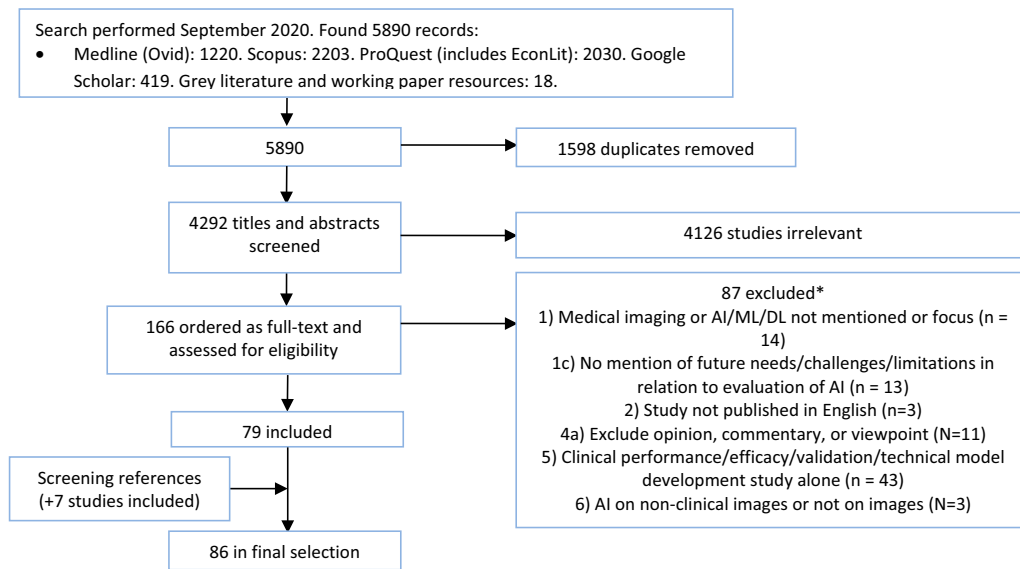 Search performed September 2020. Found 5890 records:
• Medline (Ovid): 1220. Scopus: 2203. ProQuest (includes EconLit): 2030. Google
Scholar: 419. Grey literature and working paper resources: 18.
5890
1598 duplicates removed
4292 titles and abstracts
screened
4126 studies irrelevant
166 ordered as full-text and
assessed for eligibility
87 excluded*
1) Medical imaging or AI/ML/DL not mentioned or focus (n =
14)
1c) No mention of future needs/challenges/limitations in
relation to evaluation of AI (n = 13)
2) Study not published in English (n=3)
4a) Exclude opinion, commentary, or viewpoint (N=11)
5) Clinical performance/efficacy/validation/technical model
development study alone (n = 43)
6) AI on non-clinical images or not on images (N=3)
79 included
Screening references
(+7 studies included)
86 in final selection